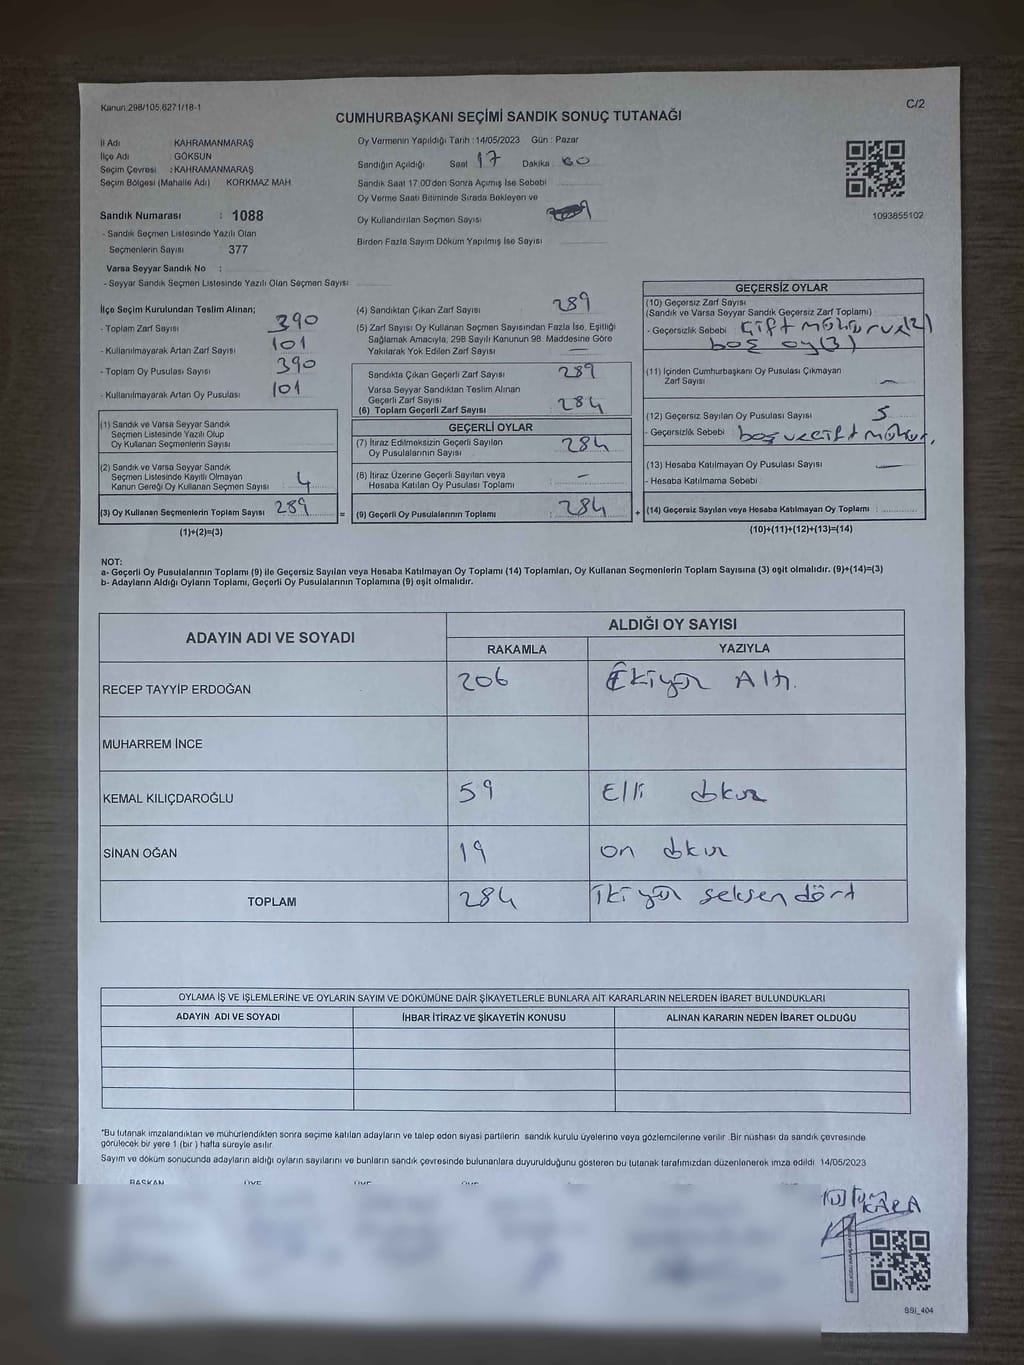 Kanun.298/105,6271/18-1
C/2
CUMHURBAŞKANI SEÇİMİ SANDIK SONUÇ TUTANAĞI
İl Adı KAHRAMANMARAŞ
İlçe Adı : GÖKSUN
Seçim Çevresi : KAHRAMANMARAŞ
Seçim Bölgesi (Mahalle Adı) KORKMAZ MAH
Sandık Numarası : 1088
- Sandık Seçmen Listesinde Yazılı Olan
Seçmenlerin Sayısı 377
Varsa Seyyar Sandık No :
- Seyyar Sandık Seçmen Listesinde Yazılı Olan Seçmen Sayısı
Oy Vermenin Yapıldığı Tarih : 14/05/2023 Gün : Pazar
Sandığın Açıldığı Saat 17 Dakika
Sandık Saat 17.00'den Sonra Açımış İse Sebebi
Oy Verme Saati Bitiminde Sırada Bekleyen ve
Oy Kullandırılan Seçmen Sayısı
Birden Fazla Sayım Döküm Yapılmış İse Sayısı
1093855102
İlçe Seçim Kurulundan Teslim Alınan;
- Toplam Zarf Sayısı 390
- Kullanılmayarak Artan Zarf Sayısı 101
- Toplam Oy Pusulası Sayısı 390
- Kullanılmayarak Artan Oy Pusulası 101
(1) Sandık ve Varsa Seyyar Sandık
Seçmen Listesinde Yazılı Olup
Oy Kullanan Seçmenlerin Sayısı
(2) Sandık ve Varsa Seyyar Sandık
Seçmen Listesinde Kayıtlı Olmayan
Kanun Gereği Oy Kullanan Seçmen Sayısı : 4
(3) Oy Kullanan Seçmenlerin Toplam Sayısı 289 =
(1)+(2)=(3)
(4) Sandıktan Çıkan Zarf Sayısı : 289
(5) Zarf Sayısı Oy Kullanan Seçmen Sayısından Fazla İse, Eşitliği
Sağlamak Amacıyla, 298 Sayılı Kanunun 98. Maddesine Göre
Yakılarak Yok Edilen Zarf Sayısı —
Sandıkta Çıkan Geçerli Zarf Sayısı 289
Varsa Seyyar Sandıktan Teslim Alınan
Geçerli Zarf Sayısı
(6) Toplam Geçerli Zarf Sayısı : 284
GEÇERLİ OYLAR
(7) İtiraz Edilmeksizin Geçerli Sayılan
Oy Pusulalarının Sayısı : 284
(8) İtiraz Üzerine Geçerli Sayılan veya
Hesaba Katılan Oy Pusulası Toplamı : –
(9) Geçerli Oy Pusulalarının Toplamı : 284 +
GEÇERSİZ OYLAR
(10) Geçersiz Zarf Sayısı
(Sandık ve Varsa Seyyar Sandık Geçersiz Zarf Toplamı)
- Geçersizlik Sebebi : Çift (2)
boş oy (3)
(11) İçinden Cumhurbaşkanı Oy Pusulası Çıkmayan
Zarf Sayısı : —
(12) Geçersiz Sayılan Oy Pusulası Sayısı : 5
- Geçersizlik Sebebi : boş ve çift mühür.
(13) Hesaba Katılmayan Oy Pusulası Sayısı : —
- Hesaba Katılmama Sebebi :
(14) Geçersiz Sayılan veya Hesaba Katılmayan Oy Toplamı :
(10)+(11)+(12)+(13)=(14)
NOT:
a- Geçerli Oy Pusulalarının Toplamı (9) ile Geçersiz Sayılan veya Hesaba Katılmayan Oy Toplamı (14) Toplamları, Oy Kullanan Seçmenlerin Toplam Sayısına (3) eşit olmalıdır. (9)+(14)=(3)
b- Adayların Aldığı Oyların Toplamı, Geçerli Oy Pusulalarının Toplamına (9) eşit olmalıdır.
ADAYIN ADI VE SOYADI ALDIĞI OY SAYISI
RAKAMLA YAZIYLA
RECEP TAYYİP ERDOĞAN 206 İkiyüz Altı.
MUHARREM İNCE
KEMAL KILIÇDAROĞLU 59 Elli dokuz
SİNAN OĞAN 19 on dokuz
TOPLAM 284 ikiyüz seksen dört
OYLAMA İŞ VE İŞLEMLERİNE VE OYLARIN SAYIM VE DÖKÜMÜNE DAİR ŞİKAYETLERLE BUNLARA AİT KARARLARIN NELERDEN İBARET BULUNDUKLARI
ADAYIN ADI VE SOYADI İHBAR İTİRAZ VE ŞİKAYETİN KONUSU ALINAN KARARIN NEDEN İBARET OLDUĞU
*Bu tutanak imzalandıktan ve mühürlendikten sonra seçime katılan adayların ve talep eden siyasi partilerin sandık kurulu üyelerine veya gözlemcilerine verilir .Bir nüshası da sandık çevresinde
görülecek bir yere 1 (bir ) hafta süreyle asılır.
Sayım ve döküm sonucunda adayların aldığı oyların sayılarını ve bunların sandık çevresinde bulunanlara duyurulduğunu gösteren bu tutanak tarafımızdan düzenlenerek imza edildi 14/05/2023
BAŞKAN ÜYE ÜYE ÜYE
KARA
SSI_404